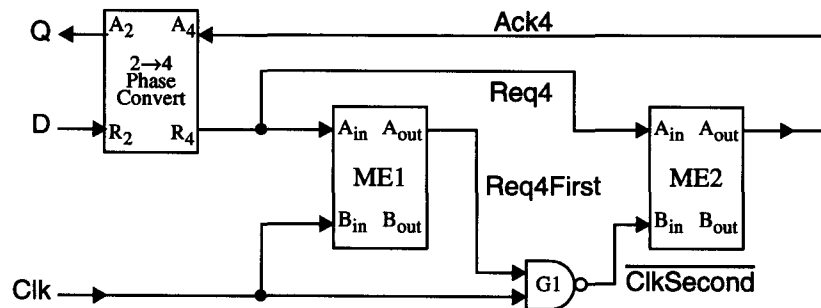 Ack4
Q
A2
A4
2→4
Phase
Convert
Req4
D
R2
R4
Ain
Aout
ME1
Bin
Bout
Req4First
Ain
Aout
ME2
Bin
Bout
Clk
G1
ClkSecond